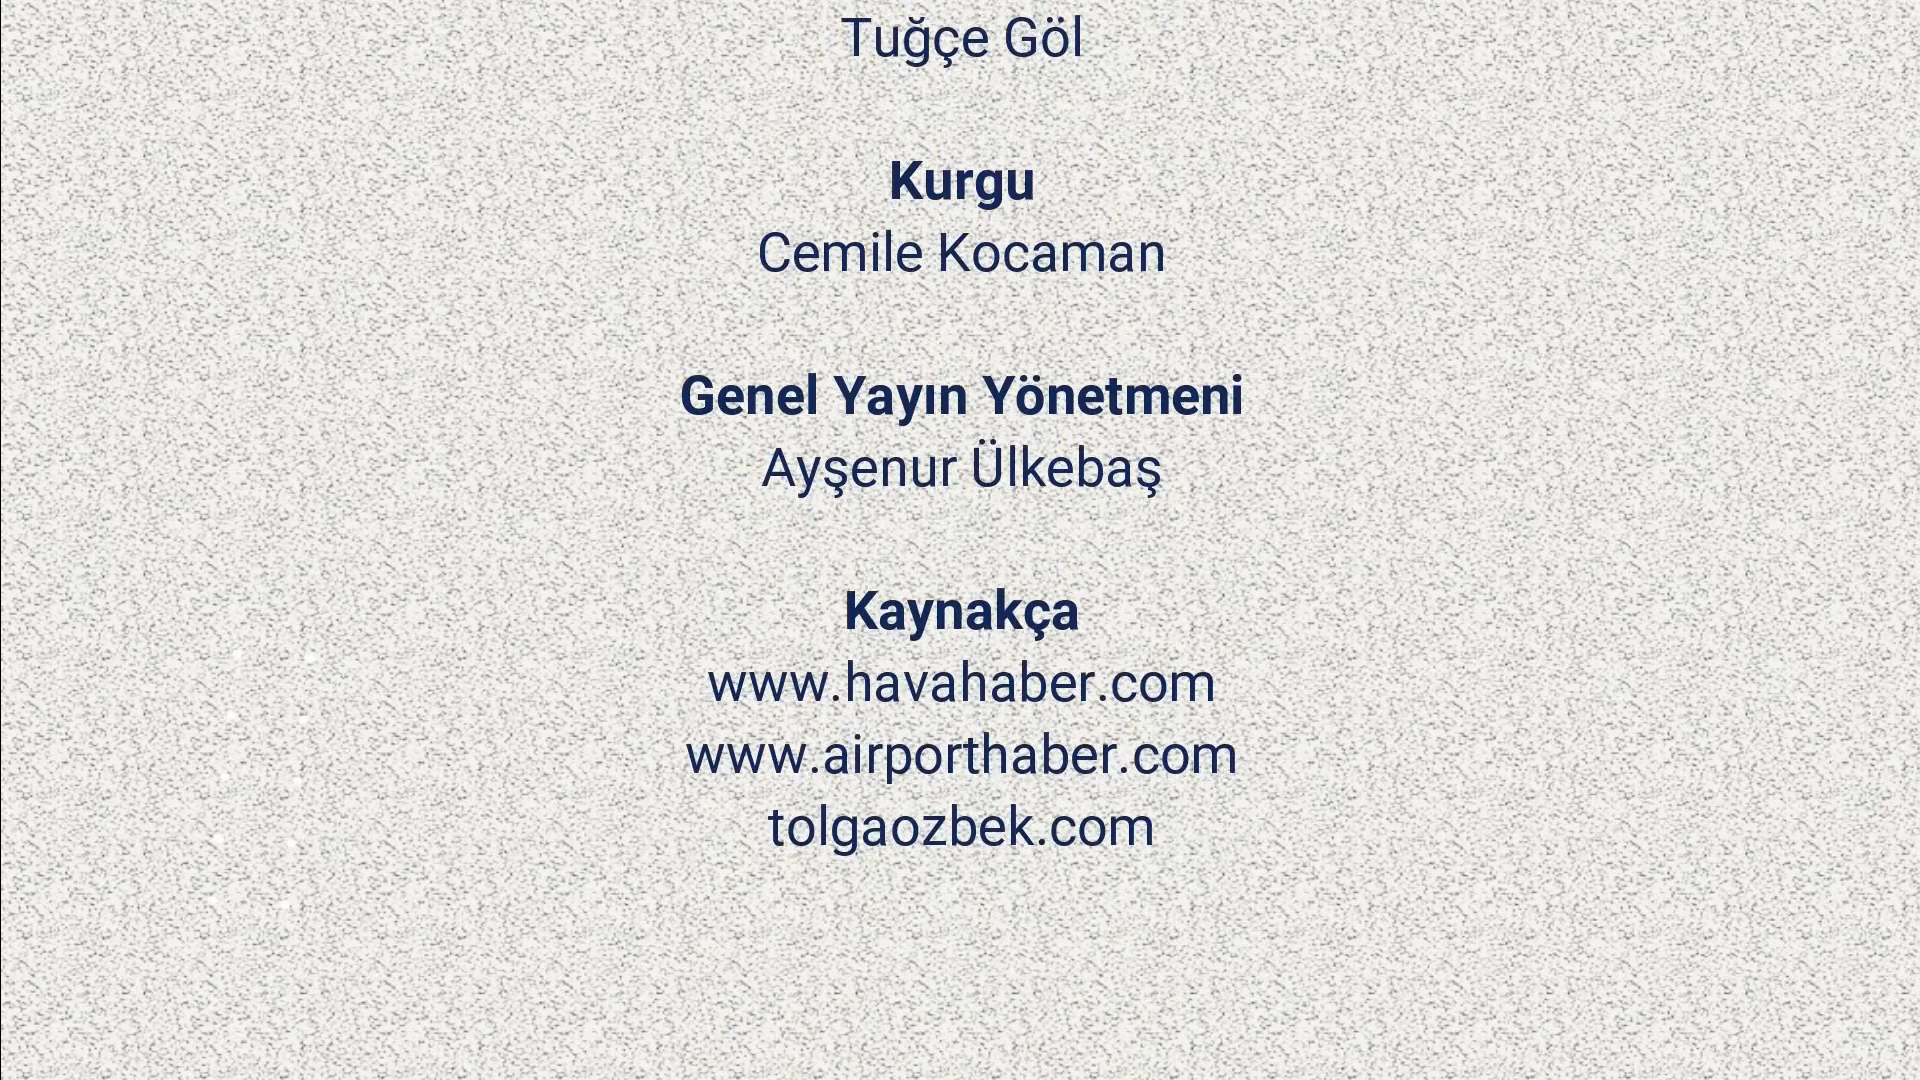 Tuğçe Göl
Kurgu
Cemile Kocaman
Genel Yayın Yönetmeni
Ayşenur Ülkebaş
Kaynakça
www.havahaber.com
www.airporthaber.com
tolgaozbek.com